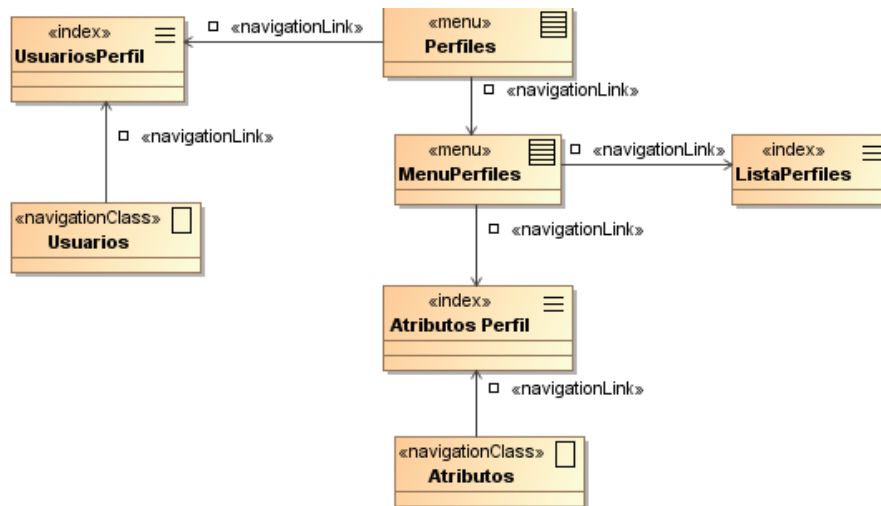 «menu»
Perfiles
«index»
UsuariosPerfil
«navigationLink»
«navigationLink»
«navigationLink»
«menu»
MenuPerfiles
«navigationLink»
«index»
ListaPerfiles
«navigationClass»
Usuarios
«navigationLink»
«index»
Atributos Perfil
«navigationLink»
«navigationClass»
Atributos